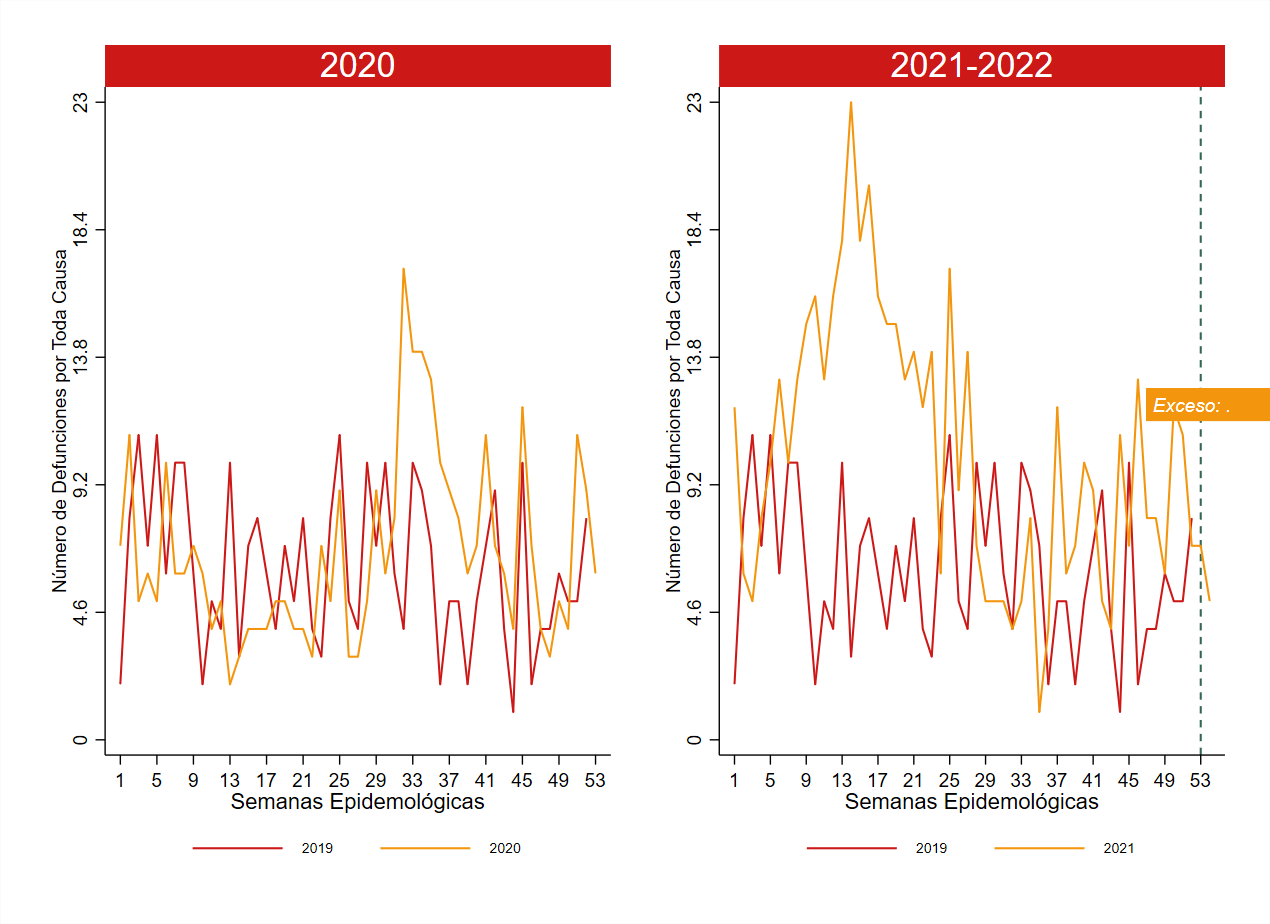 2020
Número de Defunciones por Toda Causa
23
18.4
13.8
9.2
4.6
0
1 5 9 13 17 21 25 29 33 37 41 45 49 53
Semanas Epidemológicas
2019 2020
2021-2022
Número de Defunciones por Toda Causa
23
18.4
13.8
9.2
4.6
0
Exceso: .
1 5 9 13 17 21 25 29 33 37 41 45 49 53
Semanas Epidemológicas
2019 2021